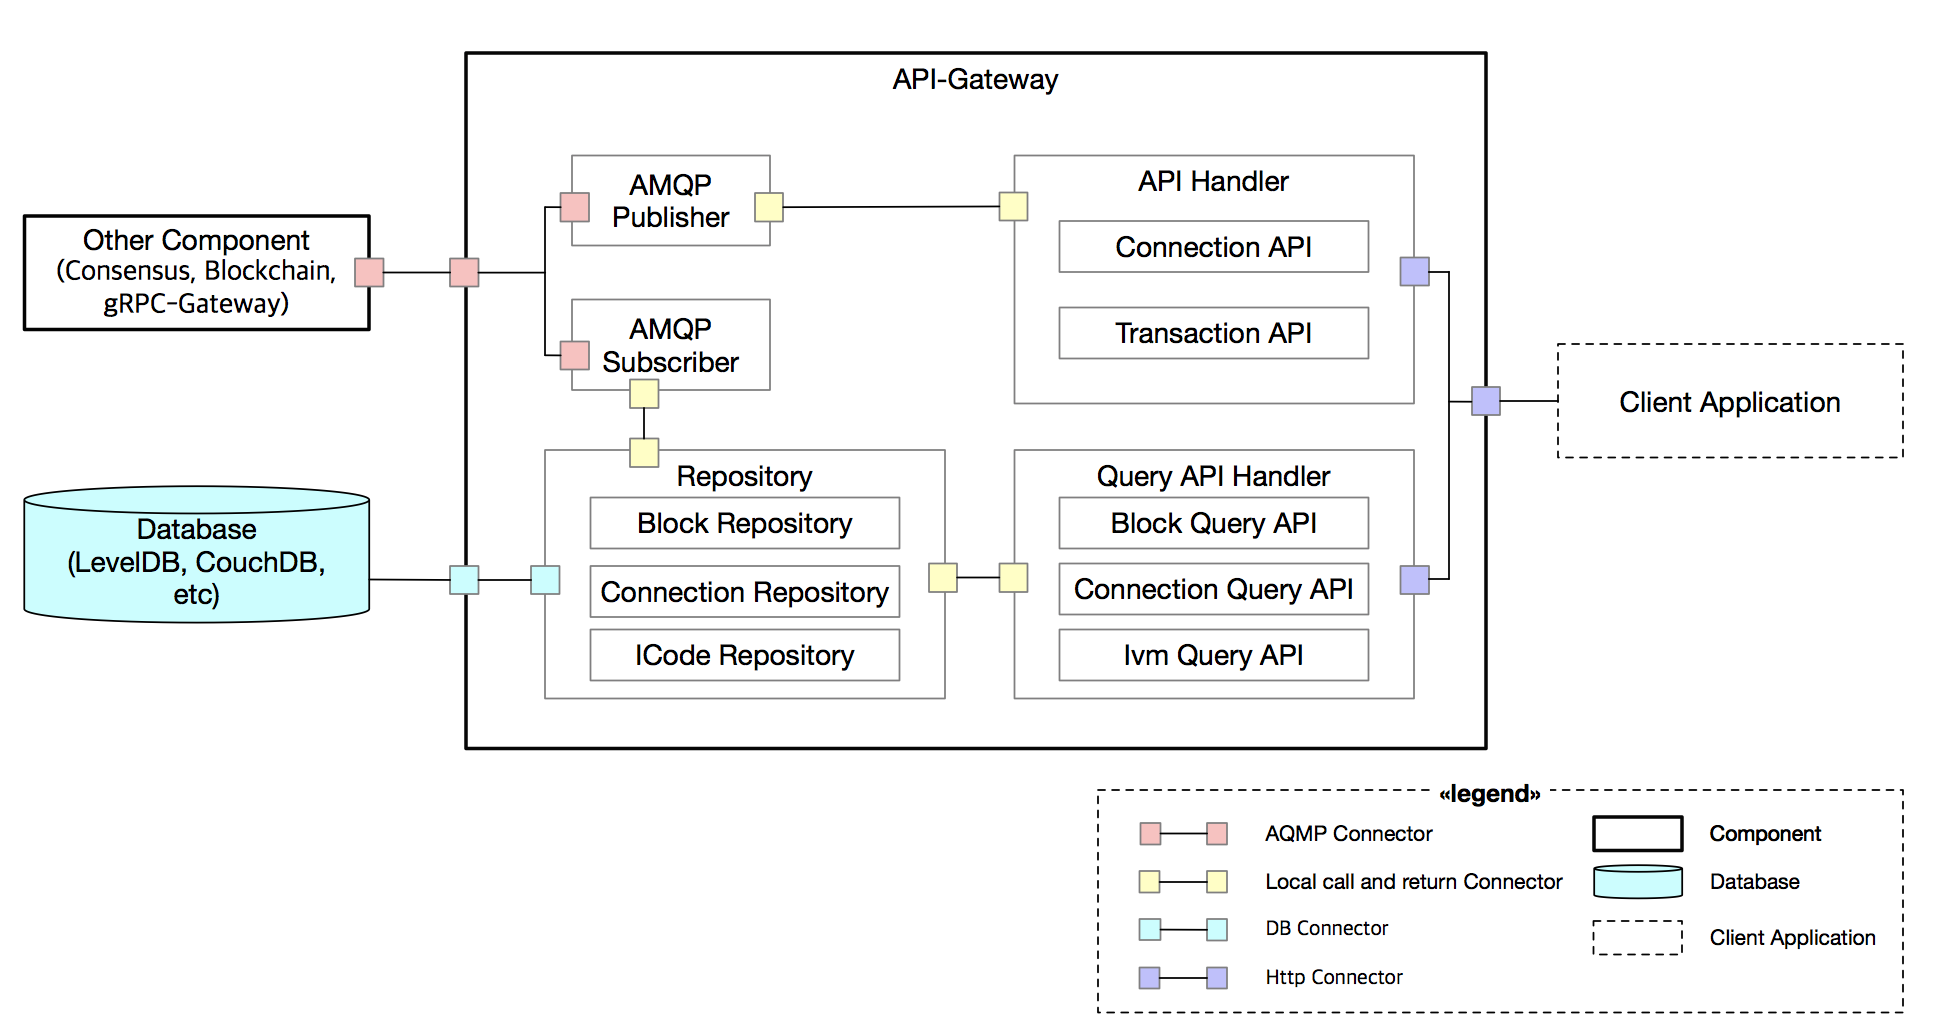 API-Gateway
AMQP
Publisher
API Handler
Connection API
Transaction API
Other Component
(Consensus, Blockchain,
gRPC-Gateway)
AMQP
Subscriber
Client Application
Repository
Block Repository
Connection Repository
ICode Repository
Query API Handler
Block Query API
Connection Query API
Ivm Query API
Database
(LevelDB, CouchDB,
etc)
«legend»
AQMP Connector
Local call and return Connector
DB Connector
Http Connector
Component
Database
Client Application